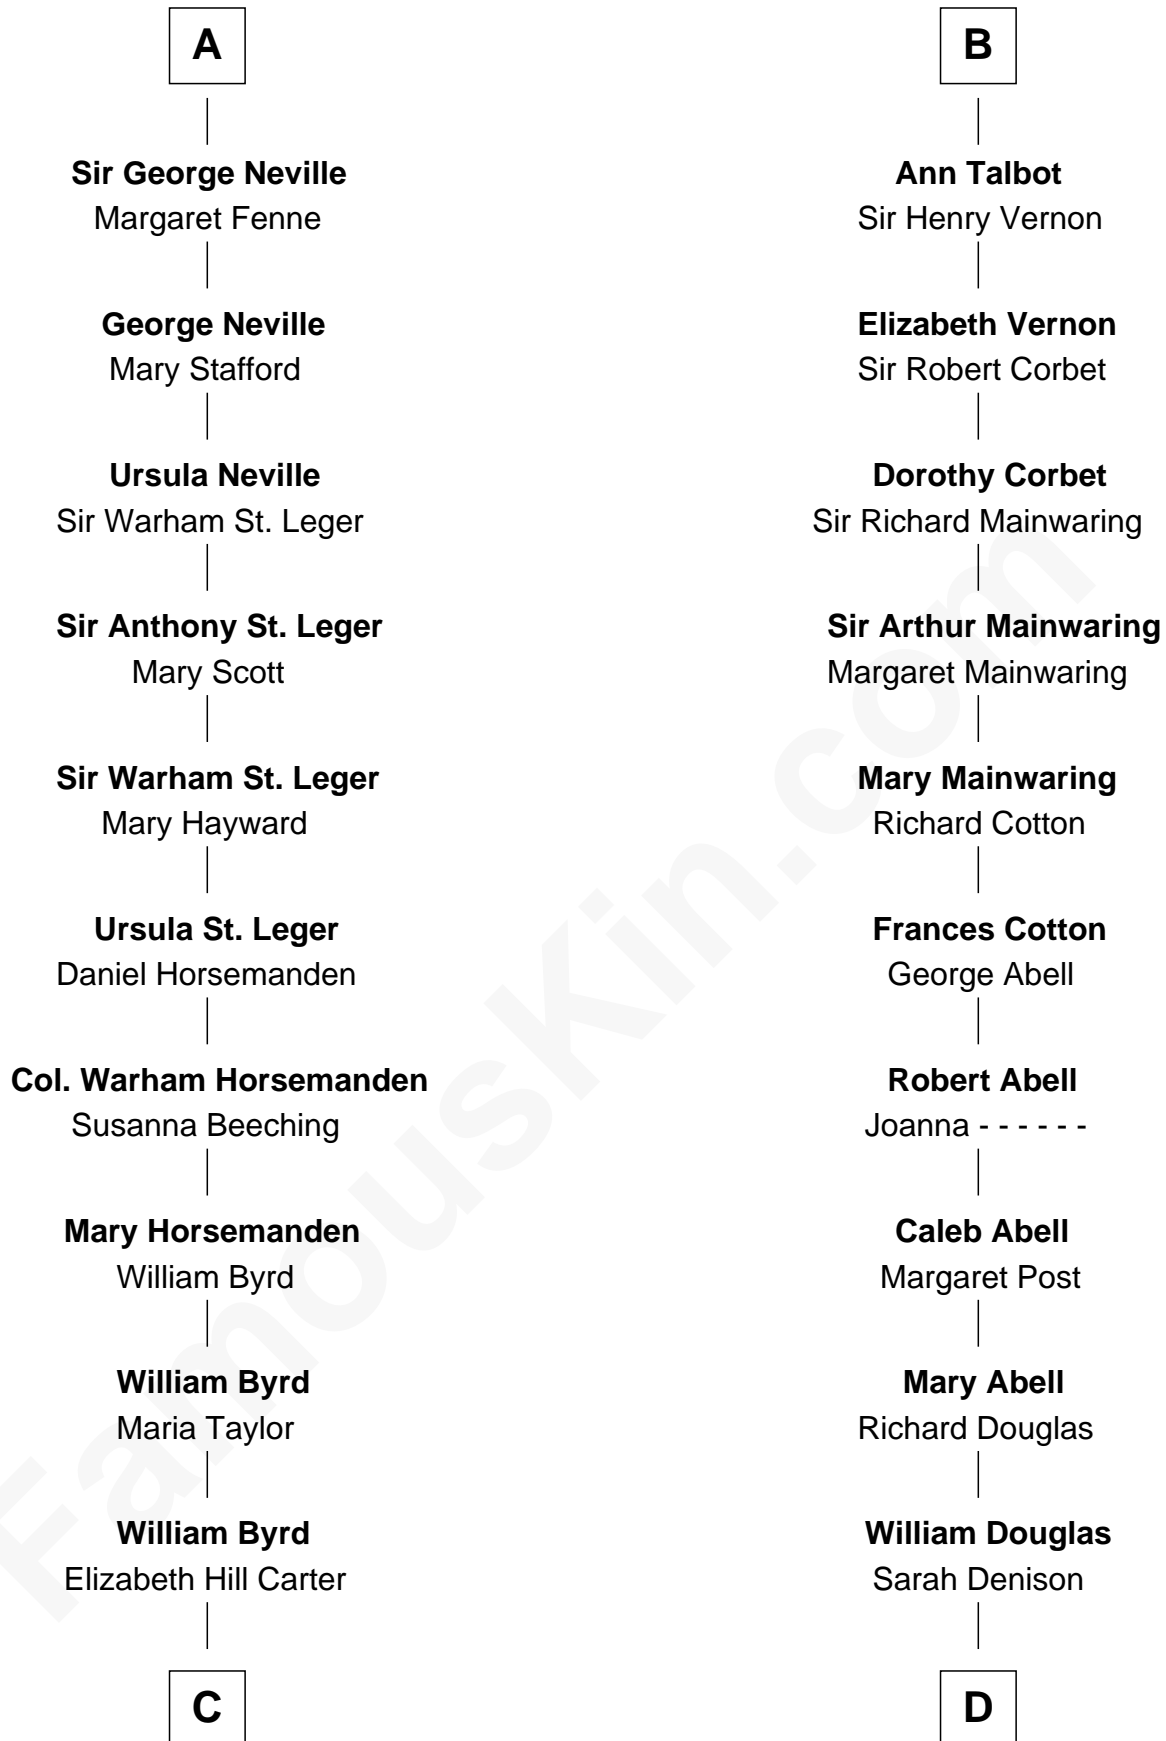 A
Sir George Neville
Margaret Fenne
George Neville
Mary Stafford
Ursula Neville
Sir Warham St. Leger
Sir Anthony St. Leger
Mary Scott
Sir Warham St. Leger
Mary Hayward
Ursula St. Leger
Daniel Horsemanden
Col. Warham Horsemanden
Susanna Beeching
Mary Horsemanden
William Byrd
William Byrd
Maria Taylor
William Byrd
Elizabeth Hill Carter
C
B
Ann Talbot
Sir Henry Vernon
Elizabeth Vernon
Sir Robert Corbet
Dorothy Corbet
Sir Richard Mainwaring
Sir Arthur Mainwaring
Margaret Mainwaring
Mary Mainwaring
Richard Cotton
Frances Cotton
George Abell
Robert Abell
Joanna - - - - - -
Caleb Abell
Margaret Post
Mary Abell
Richard Douglas
William Douglas
Sarah Denison
D
FamousKin.com